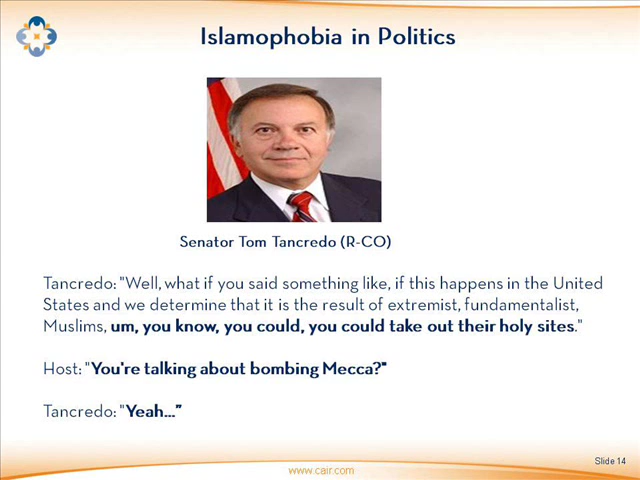 Islamophobia in Politics
Senator Tom Tancredo (R-CO)
Tancredo: "Well, what if you said something like, if this happens in the United
States and we determine that it is the result of extremist, fundamentalist,
Muslims, um, you know, you could, you could take out their holy sites."
Host: "You're talking about bombing Mecca?"
Tancredo: "Yeah..."
Slide 14
www.cair.com